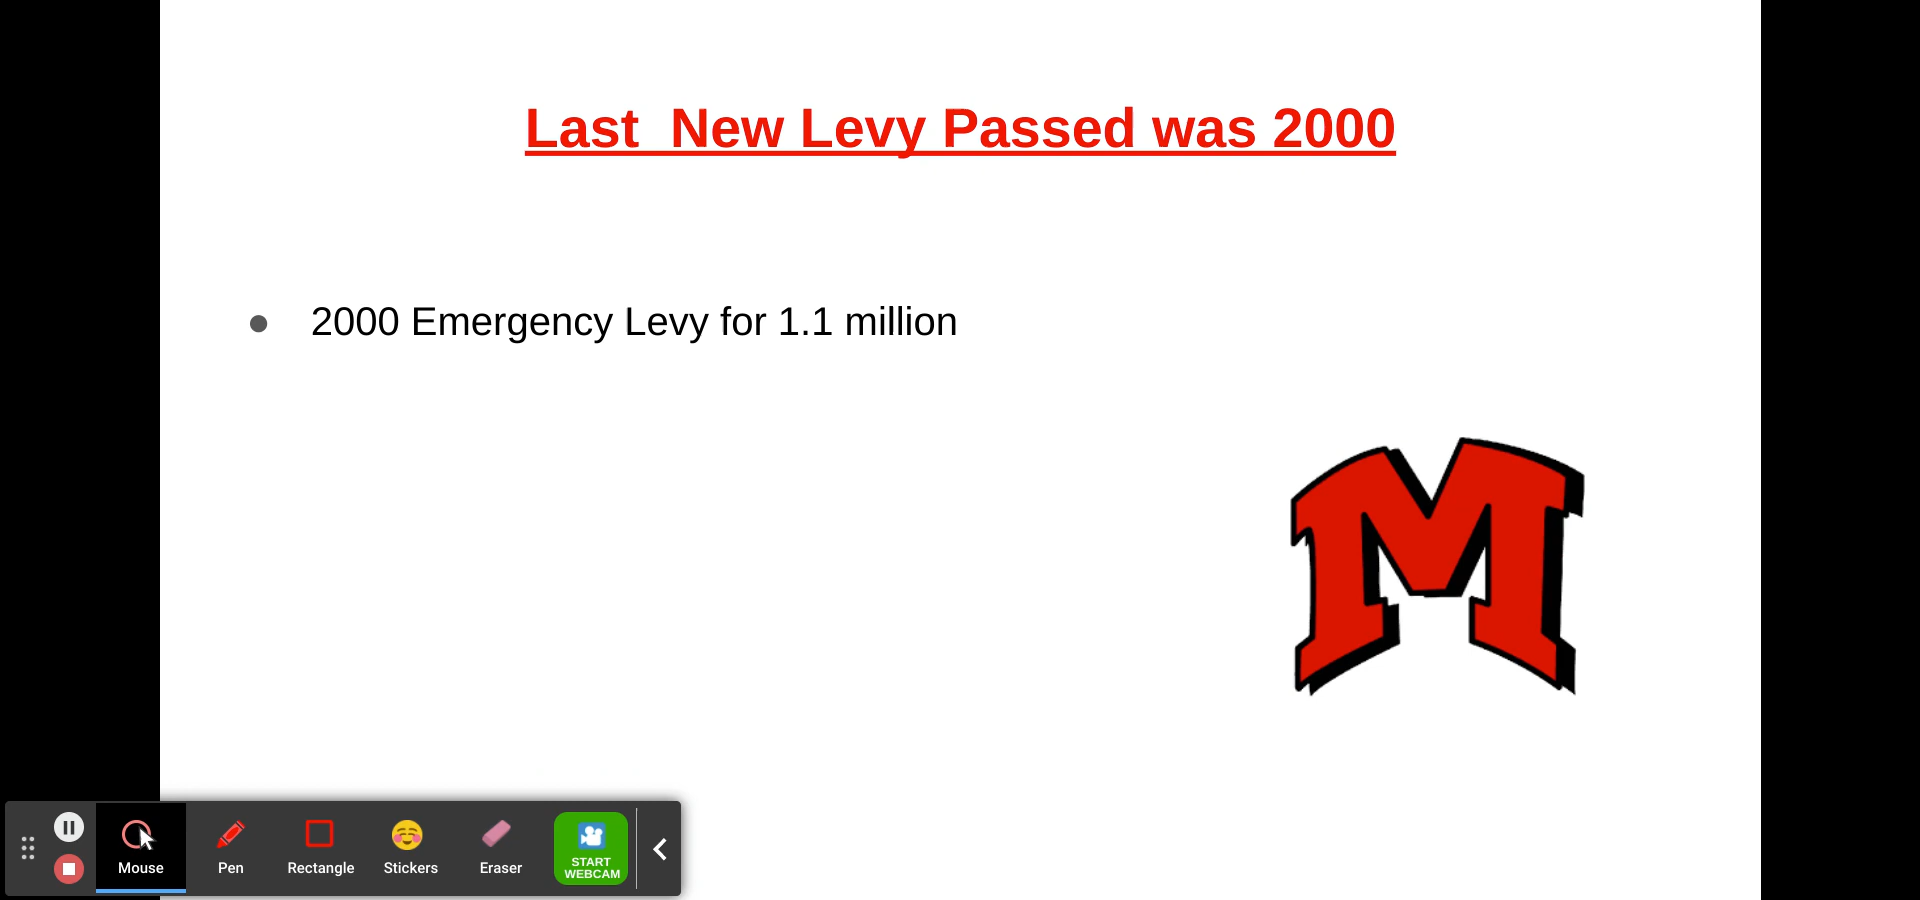 Last  New Levy Passed was 2000
● 2000 Emergency Levy for 1.1 million
M
Mouse
Pen
Rectangle
Stickers
Eraser
START
WEBCAM